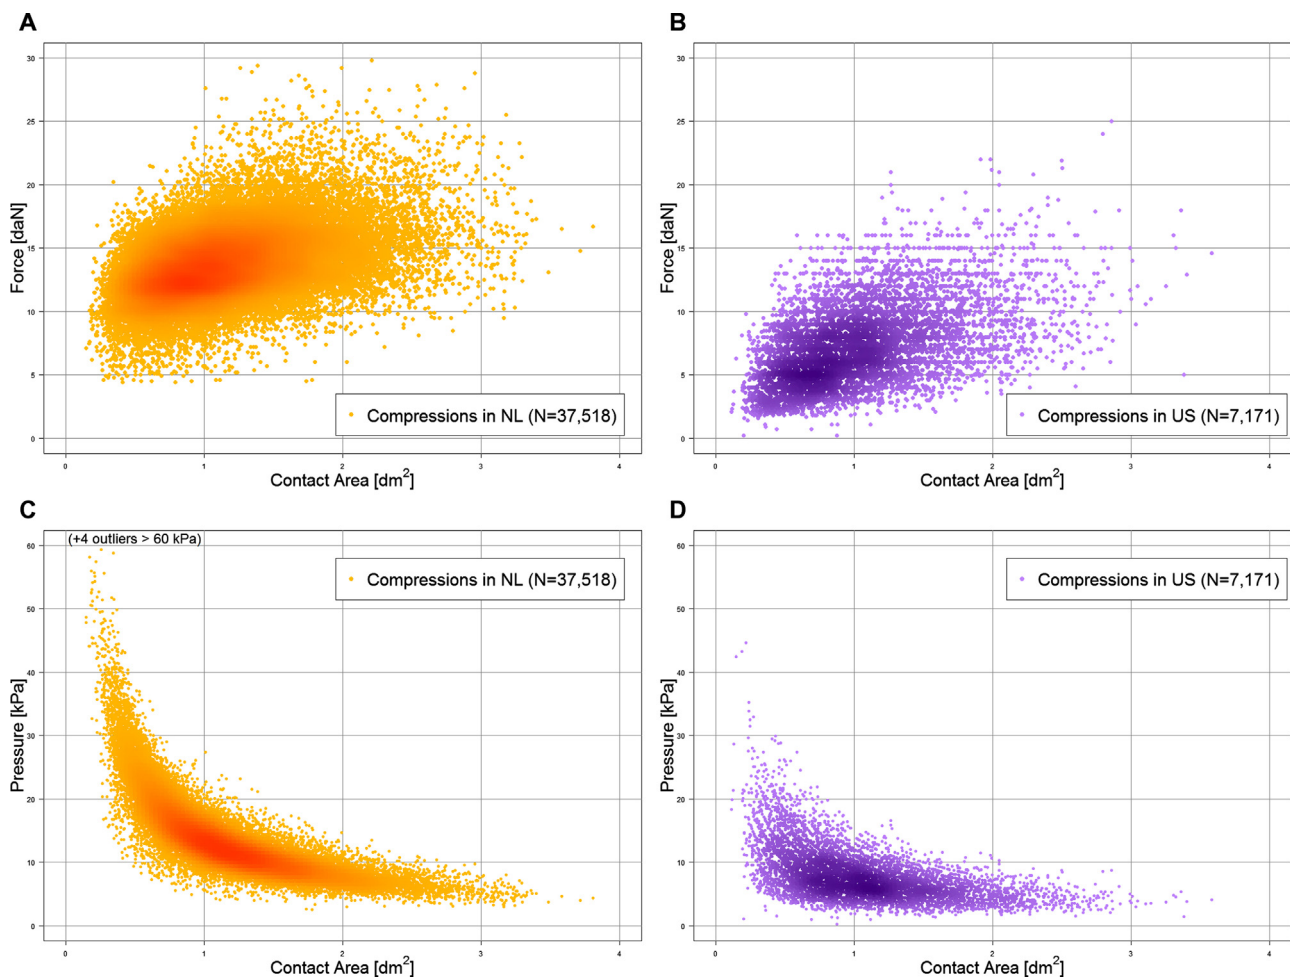 A
30
25
20
15
10
5
0
Force [daN]
Compressions in NL (N=37,518)
0 1 2 3 4
Contact Area [dm²]
B
30
25
20
15
10
5
0
Force [daN]
Compressions in US (N=7,171)
0 1 2 3 4
Contact Area [dm²]
C
(+4 outliers > 60 kPa)
60
50
40
30
20
10
0
Pressure [kPa]
Compressions in NL (N=37,518)
0 1 2 3 4
Contact Area [dm²]
D
60
50
40
30
20
10
0
Pressure [kPa]
Compressions in US (N=7,171)
0 1 2 3 4
Contact Area [dm²]